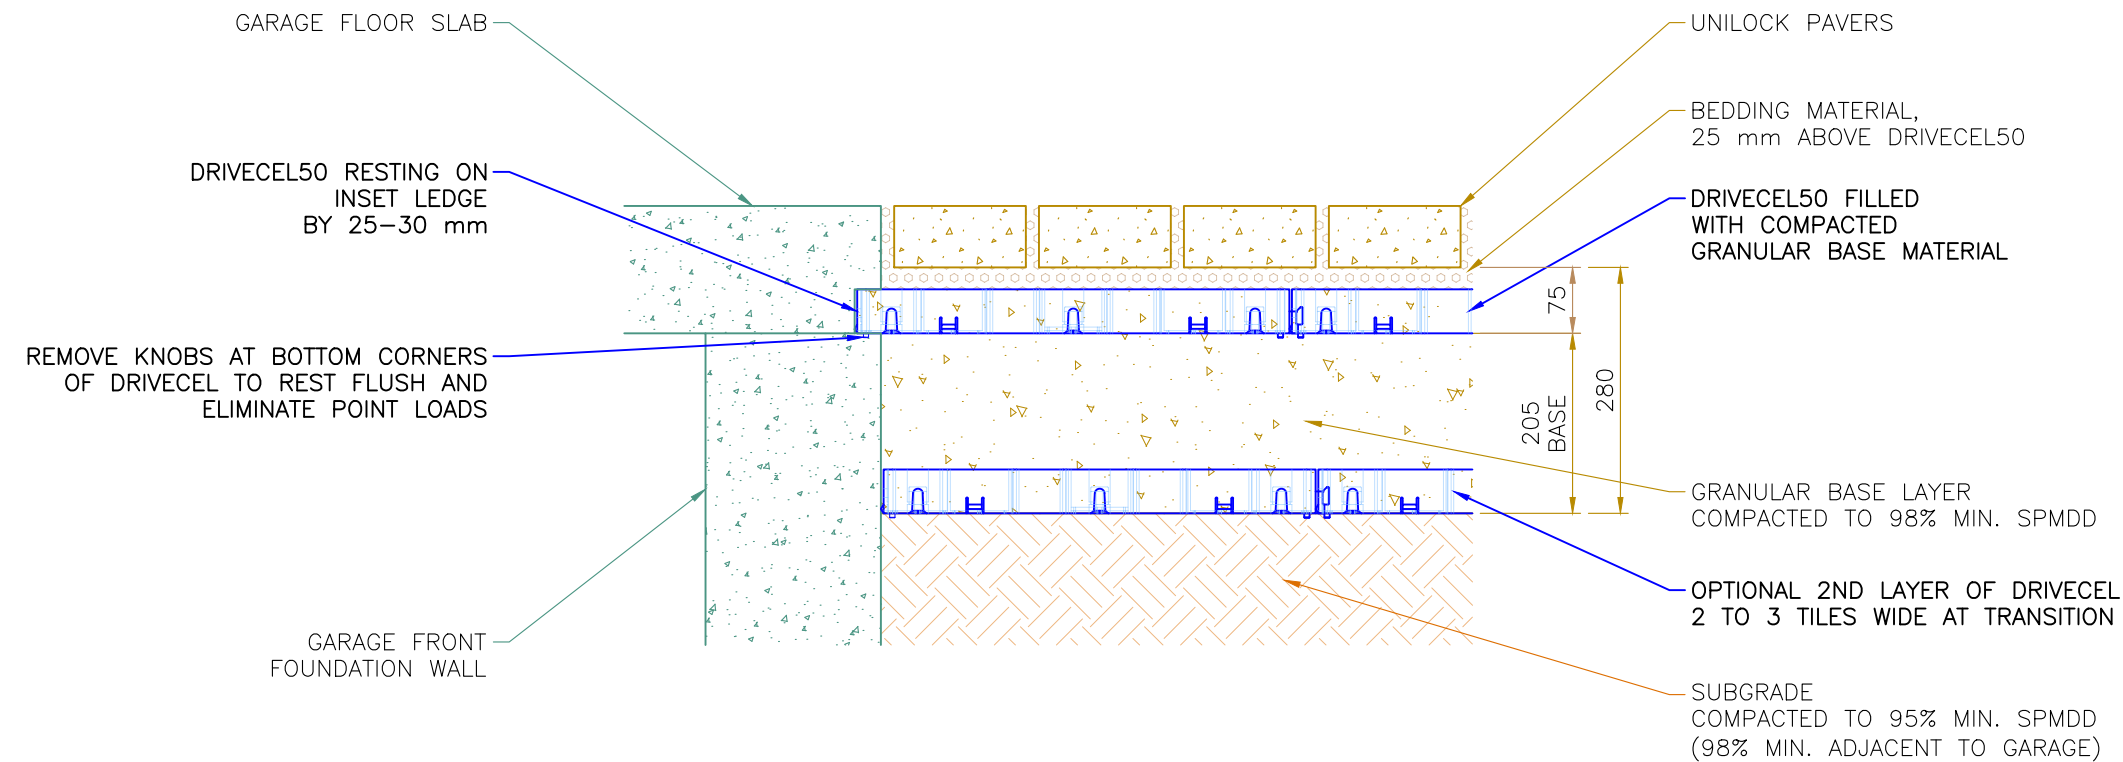 GARAGE FLOOR SLAB
DRIVECEL50 RESTING ON
INSET LEDGE
BY 25-30 mm
REMOVE KNOBS AT BOTTOM CORNERS
OF DRIVECEL TO REST FLUSH AND
ELIMINATE POINT LOADS
GARAGE FRONT
FOUNDATION WALL
UNILOCK PAVERS
BEDDING MATERIAL,
25 mm ABOVE DRIVECEL50
DRIVECEL50 FILLED
WITH COMPACTED
GRANULAR BASE MATERIAL
75
205
BASE
280
GRANULAR BASE LAYER
COMPACTED TO 98% MIN. SPMDD
OPTIONAL 2ND LAYER OF DRIVECEL
2 TO 3 TILES WIDE AT TRANSITION
SUBGRADE
COMPACTED TO 95% MIN. SPMDD
(98% MIN. ADJACENT TO GARAGE)